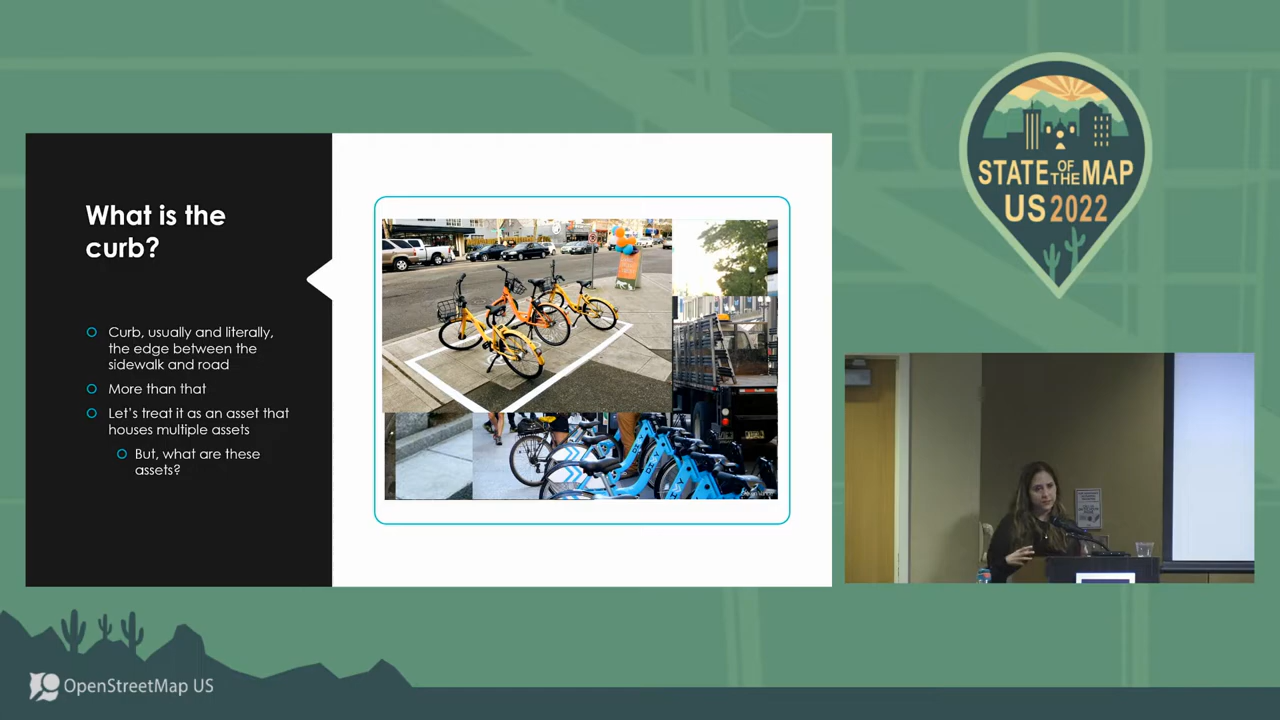 What is the
curb?
Curb, usually and literally,
the edge between the
sidewalk and road
More than that
Let's treat it as an asset that
houses multiple assets
But, what are these
assets?
STATE OF THE MAP
US 2022
OpenStreetMap US